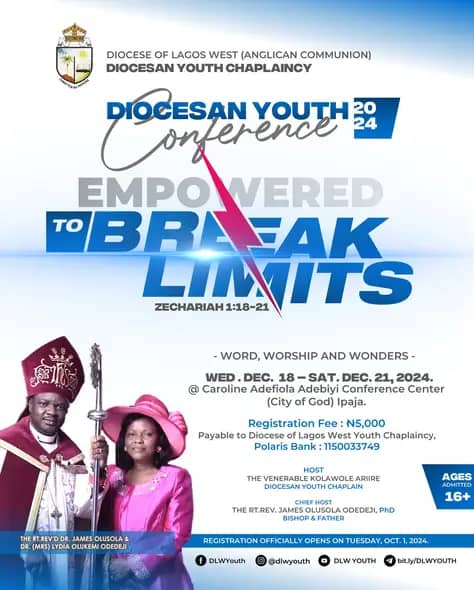 DIOCESE OF LAGOS WEST (ANGLICAN COMMUNION)
DIOCESAN YOUTH CHAPLAINCY
DIOCESAN YOUTH 20
24
Conference
EMPOWERED
TO BREAK
LIMITS
ZECHARIAH 1:18-21
- WORD, WORSHIP AND WONDERS -
WED . DEC. 18 – SAT. DEC. 21, 2024.
@ Caroline Adefiola Adebiyi Conference Center
(City of God) Ipaja.
Registration Fee : ₦5,000
Payable to Diocese of Lagos West Youth Chaplaincy,
Polaris Bank : 1150033749
HOST
THE VENERABLE KOLAWOLE ARIIRE
DIOCESAN YOUTH CHAPLAIN
CHIEF HOST
THE RT.REV. JAMES OLUSOLA ODEDEJI, PhD
BISHOP & FATHER
AGES
ADMITTED
16+
THE RT.REV'D DR. JAMES OLUSOLA &
DR. (MRS) LYDIA OLUKEMI ODEDEJI
REGISTRATION OFFICIALLY OPENS ON TUESDAY, OCT. 1, 2024.
DLWYouth @dlwyouth DLW YOUTH bit.ly/DLWYOUTH